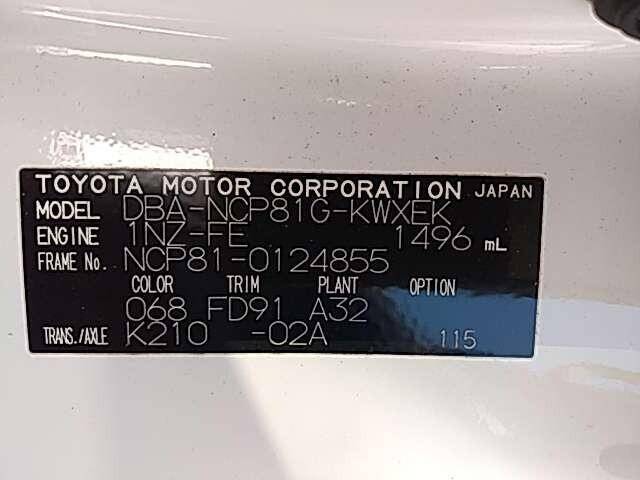 TOYOTA MOTOR CORPORATION JAPAN
MODEL DBA-NCP81G-KWXEK
ENGINE 1NZ-FE 1496 mL
FRAME No. NCP81-0124855
COLOR TRIM PLANT OPTION
068 FD91 A32
TRANS./AXLE K210 -02A 115